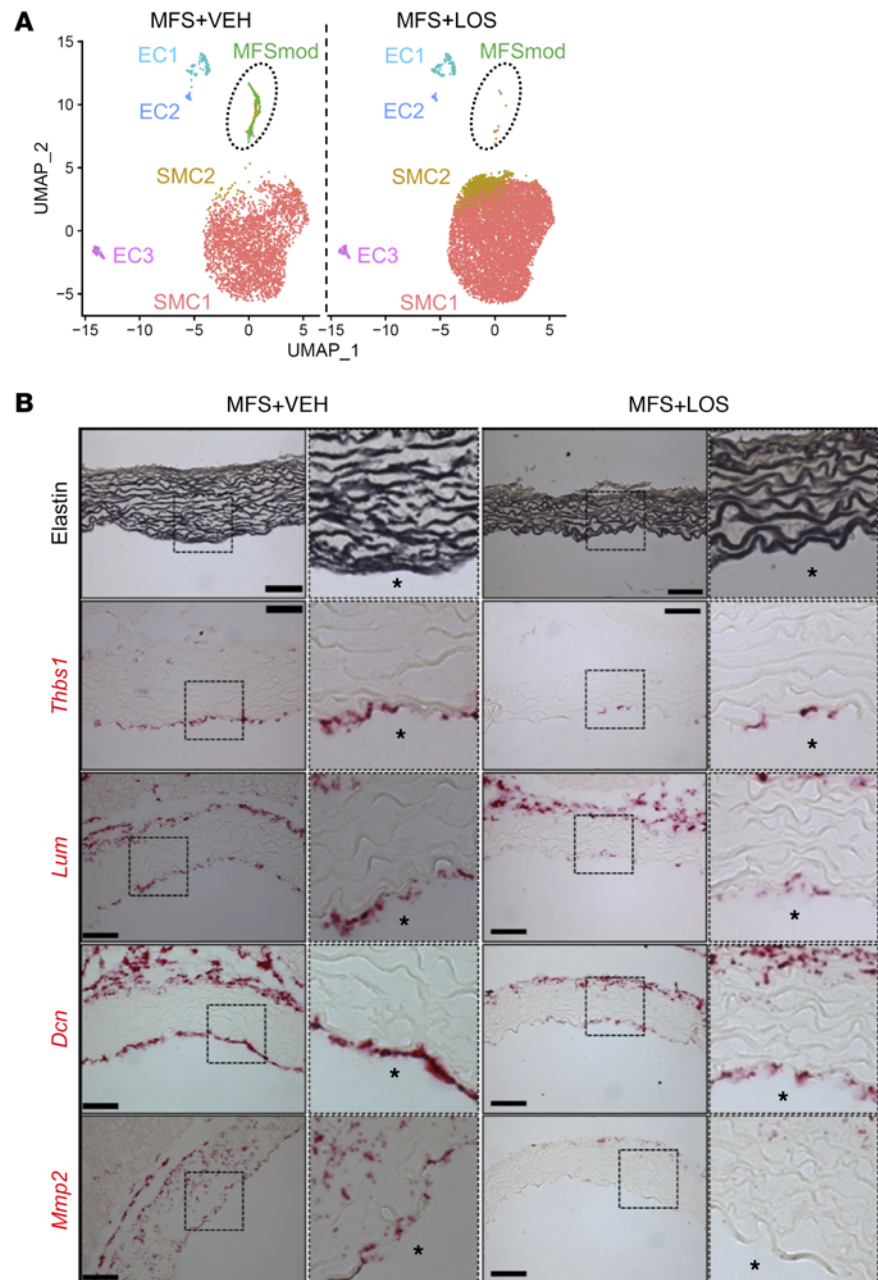 A
MFS+VEH
MFS+LOS
15
10
5
0
−5
UMAP_2
EC1
MFSmod
EC2
SMC2
EC3
SMC1
EC1
MFSmod
EC2
SMC2
EC3
SMC1
−15 −10 −5 0 5 −15 −10 −5 0 5
UMAP_1
B
MFS+VEH
MFS+LOS
Elastin
* *
Thbs1
* *
Lum
* *
Dcn
* *
Mmp2
* *